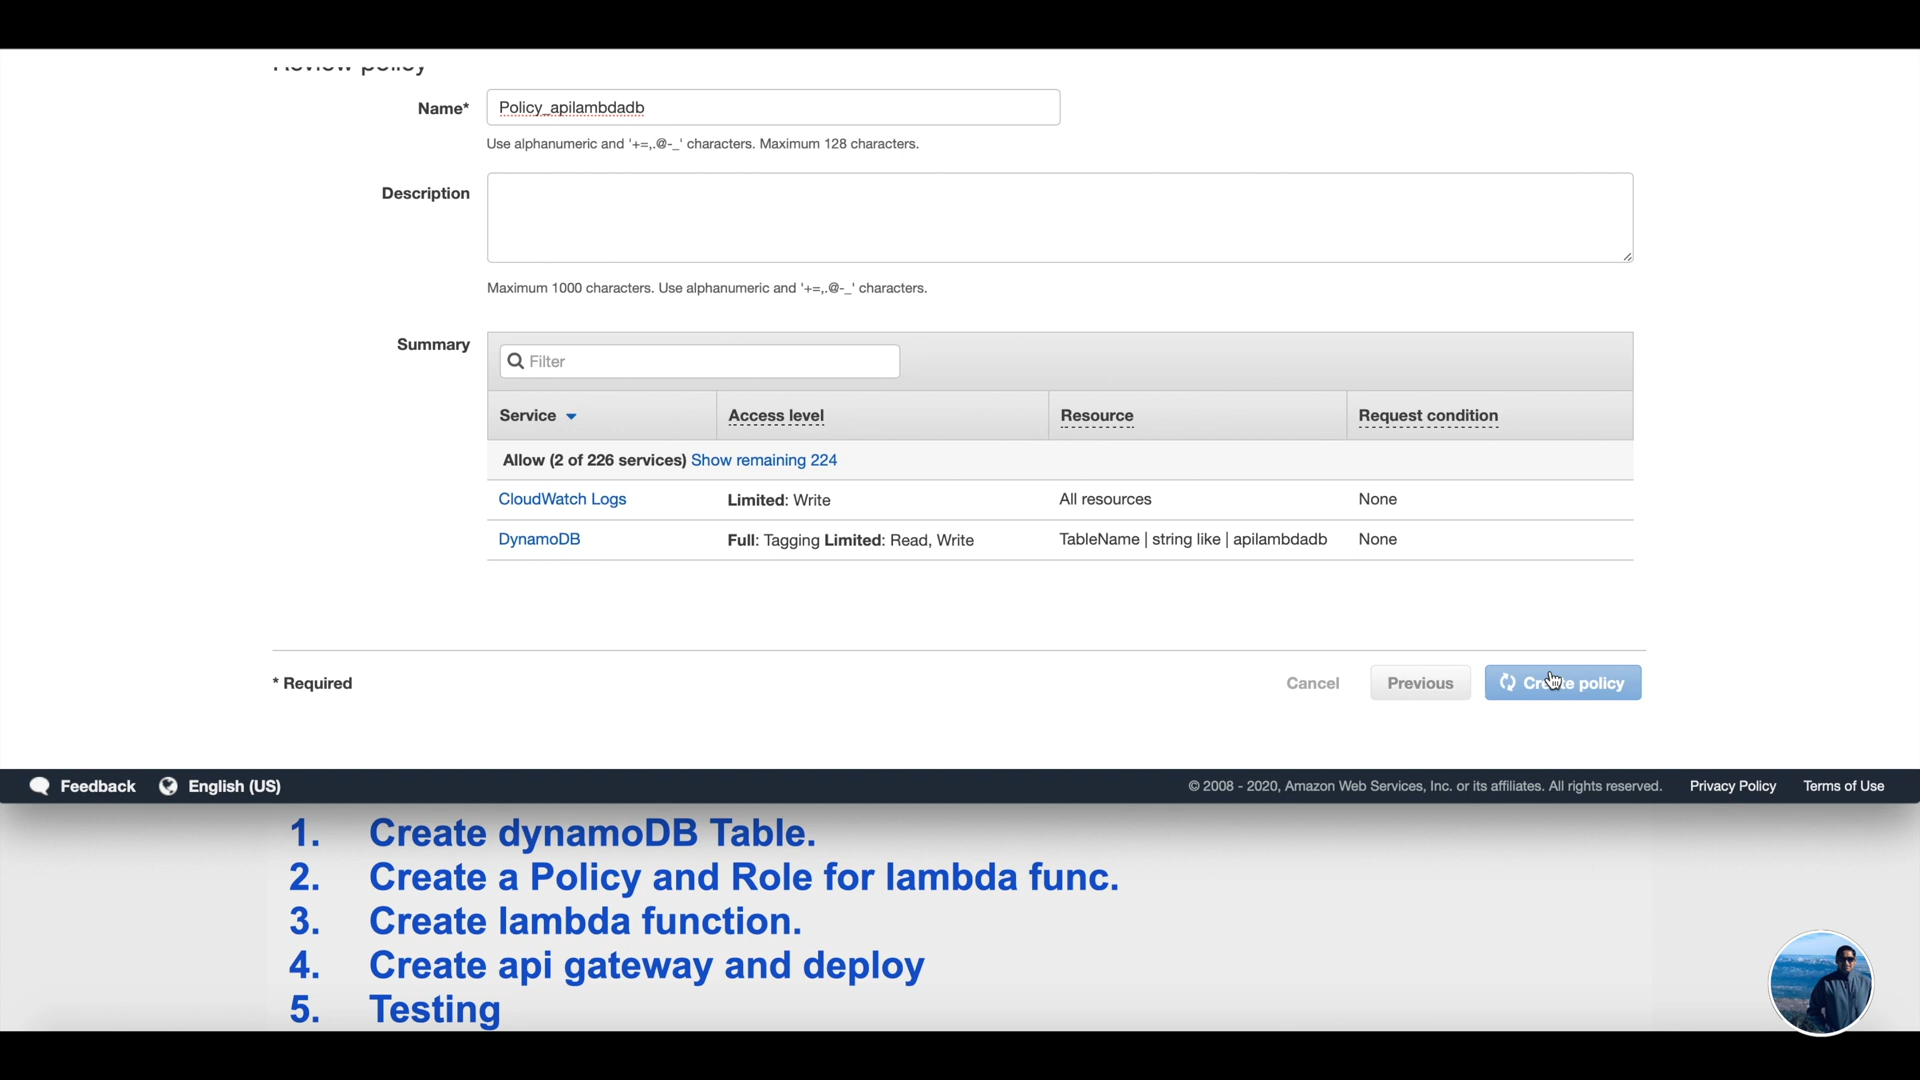 Review policy
Name*
Policy_apilambdadb
Use alphanumeric and '+=,.@-_' characters. Maximum 128 characters.
Description
Maximum 1000 characters. Use alphanumeric and '+=,.@-_' characters.
Summary
Filter
Service Access level Resource Request condition
Allow (2 of 226 services) Show remaining 224
CloudWatch Logs Limited: Write All resources None
DynamoDB Full: Tagging Limited: Read, Write TableName | string like | apilambdadb None
* Required
Cancel Previous Create policy
Feedback English (US) © 2008 - 2020, Amazon Web Services, Inc. or its affiliates. All rights reserved. Privacy Policy Terms of Use
1. Create dynamoDB Table.
2. Create a Policy and Role for lambda func.
3. Create lambda function.
4. Create api gateway and deploy
5. Testing